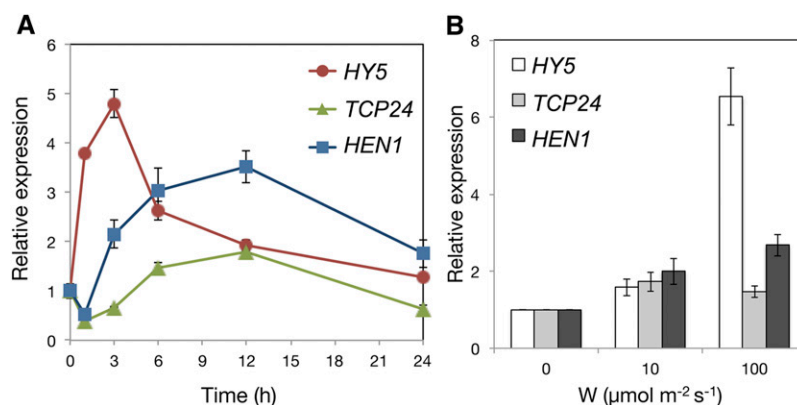 A
Relative expression
6
5
4
3
2
1
0
0 3 6 9 12 15 18 21 24
Time (h)
HY5
TCP24
HEN1
B
Relative expression
8
6
4
2
0
0 10 100
W (μmol m⁻² s⁻¹)
HY5
TCP24
HEN1